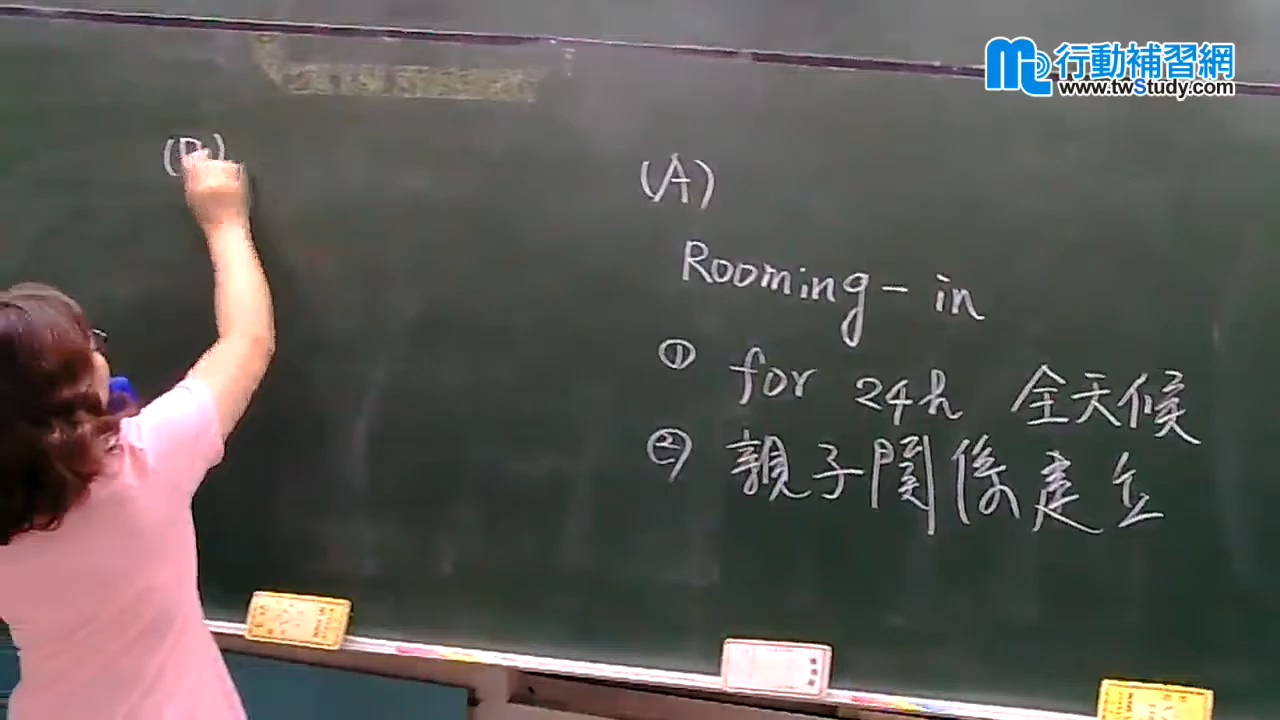 行動補習網
www.twStudy.com
(A)
Rooming-in
① for 24h 全天候
② 親子関係建立